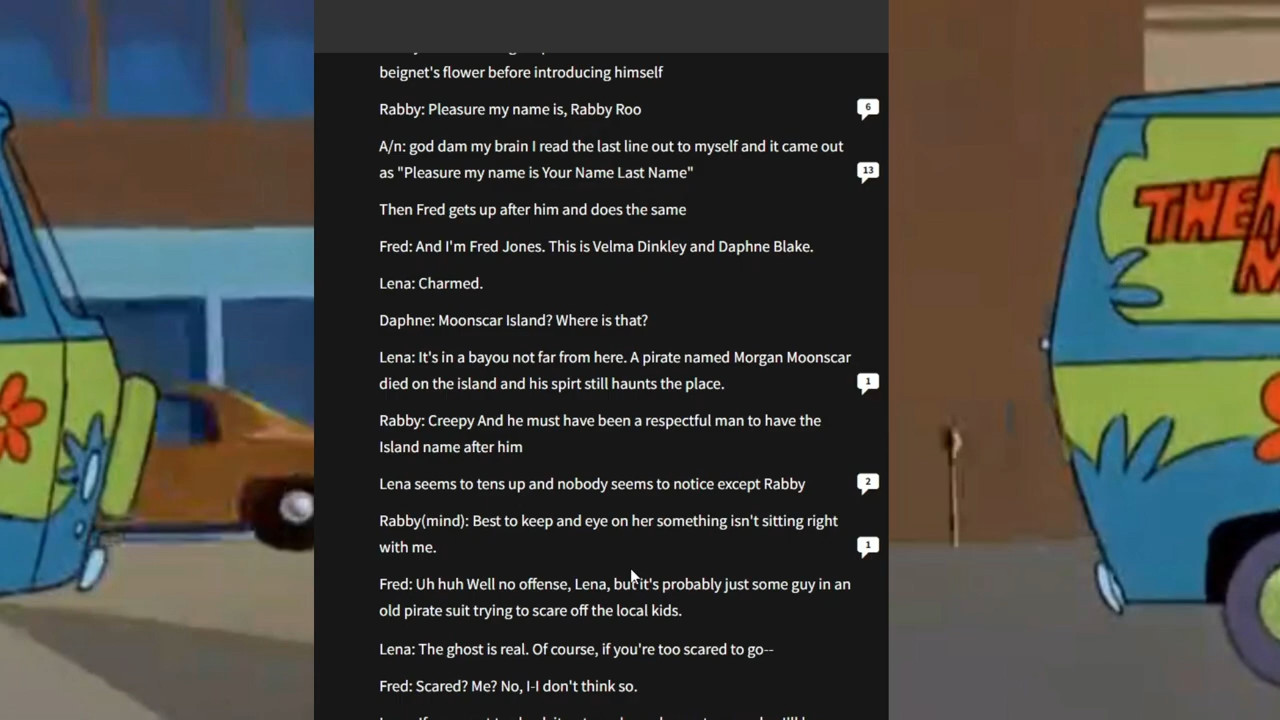 beignet's flower before introducing himself
Rabby: Pleasure my name is, Rabby Roo
6
A/n: god dam my brain I read the last line out to myself and it came out
as "Pleasure my name is Your Name Last Name"
13
Then Fred gets up after him and does the same
Fred: And I'm Fred Jones. This is Velma Dinkley and Daphne Blake.
Lena: Charmed.
Daphne: Moonscar Island? Where is that?
Lena: It's in a bayou not far from here. A pirate named Morgan Moonscar
died on the island and his spirt still haunts the place.
1
Rabby: Creepy And he must have been a respectful man to have the
Island name after him
Lena seems to tens up and nobody seems to notice except Rabby
2
Rabby(mind): Best to keep and eye on her something isn't sitting right
with me.
1
Fred: Uh huh Well no offense, Lena, but it's probably just some guy in an
old pirate suit trying to scare off the local kids.
Lena: The ghost is real. Of course, if you're too scared to go--
Fred: Scared? Me? No, I-I don't think so.
THE